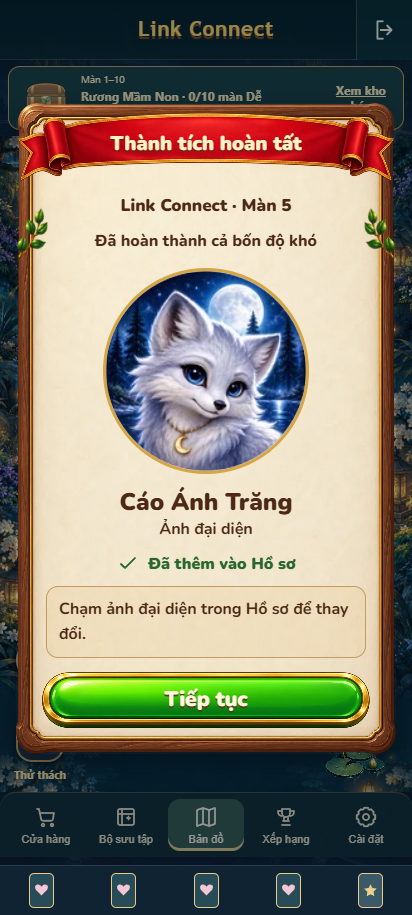 Link Connect
Màn 1–10
Rương Mầm Non · 0/10 màn Dễ
Xem kho
Thành tích hoàn tất
Link Connect · Màn 5
Đã hoàn thành cả bốn độ khó
Cáo Ánh Trăng
Ảnh đại diện
Đã thêm vào Hồ sơ
Chạm ảnh đại diện trong Hồ sơ để thay
đổi.
Tiếp tục
Thử thách
Cửa hàng
Bộ sưu tập
Bản đồ
Xếp hạng
Cài đặt